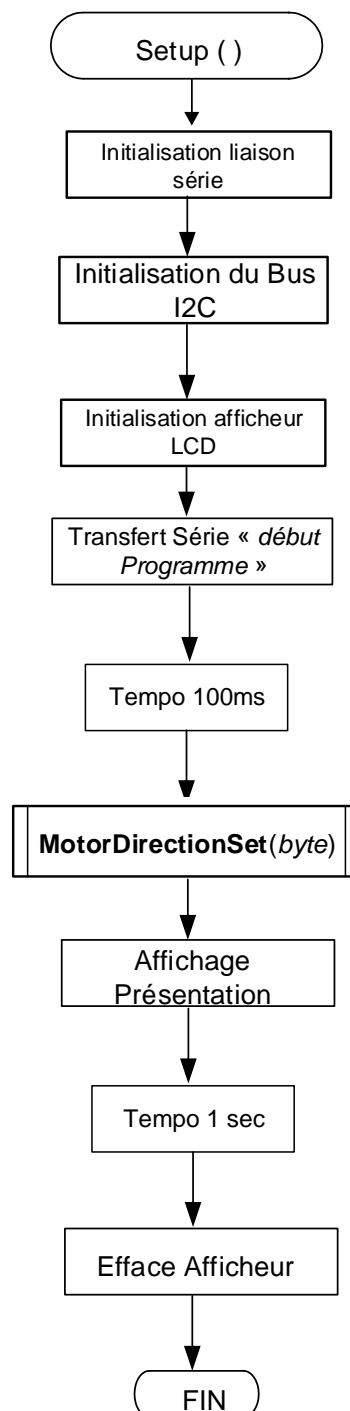 Setup ( )
Initialisation liaison
série
Initialisation du Bus
I2C
Initialisation afficheur
LCD
Transfert Série « début
Programme »
Tempo 100ms
MotorDirectionSet(byte)
Affichage
Présentation
Tempo 1 sec
Efface Afficheur
FIN